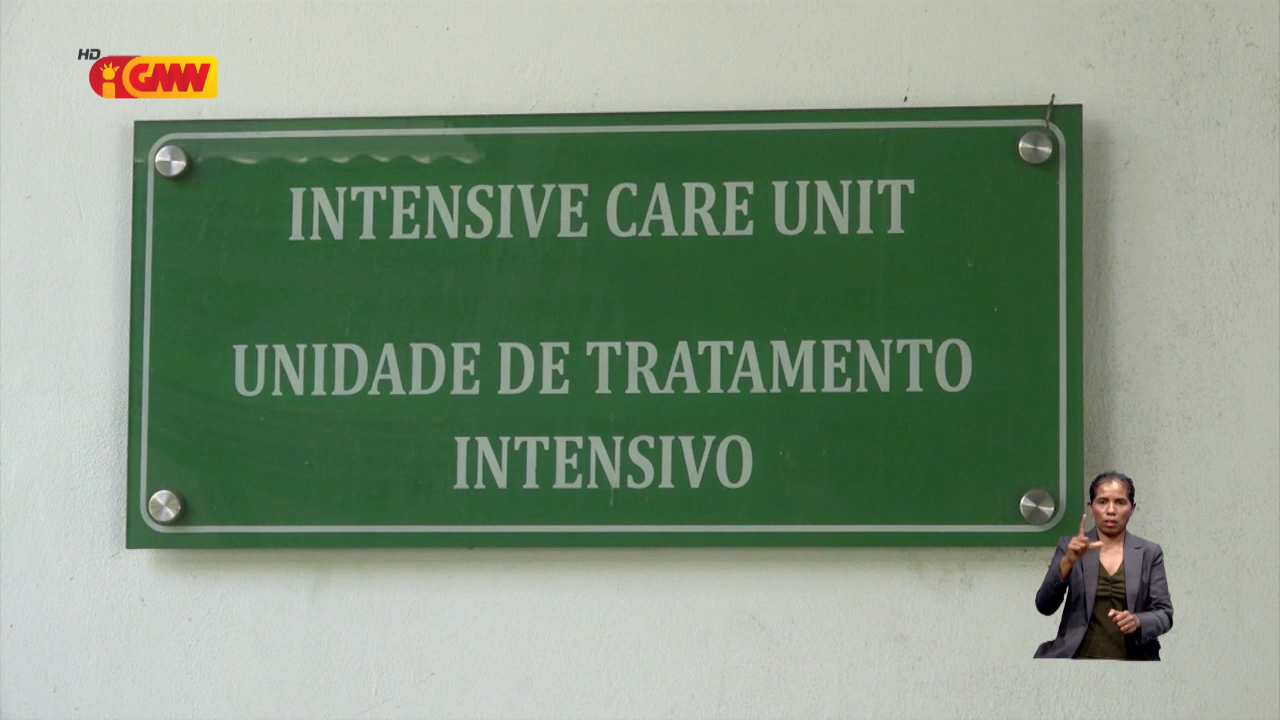 HD
GMN
INTENSIVE CARE UNIT
UNIDADE DE TRATAMENTO
INTENSIVO